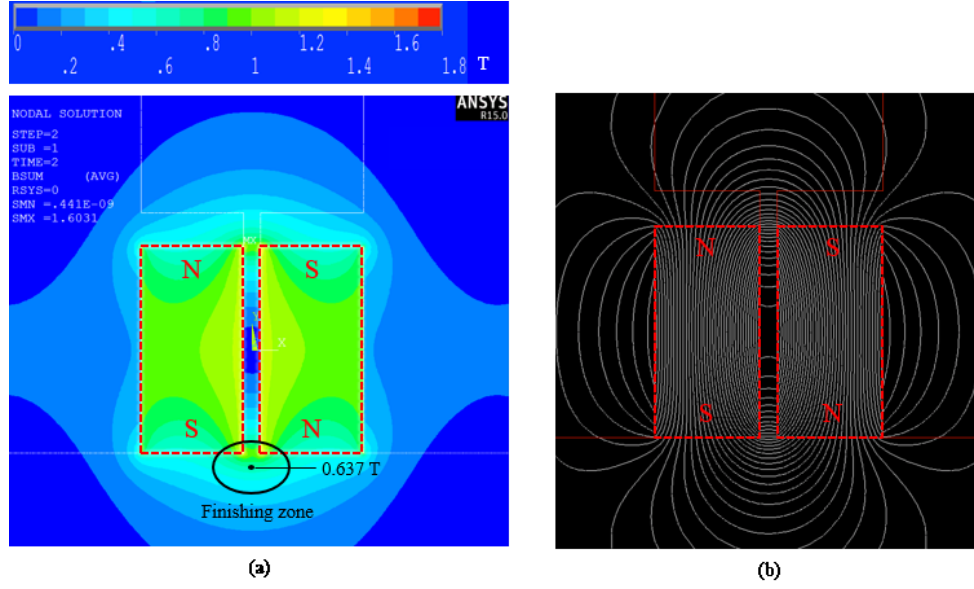 0 .4 .8 1.2 1.6
.2 .6 1 1.4 1.8 T
NODAL SOLUTION
STEP=2
SUB =1
TIME=2
BSUM (AVG)
RSYS=0
SMN =.441E-09
SMX =1.6031
ANSYS
R15.0
MX
N S
Y
X
S N
0.637 T
Finishing zone
(a)
N S
S N
(b)